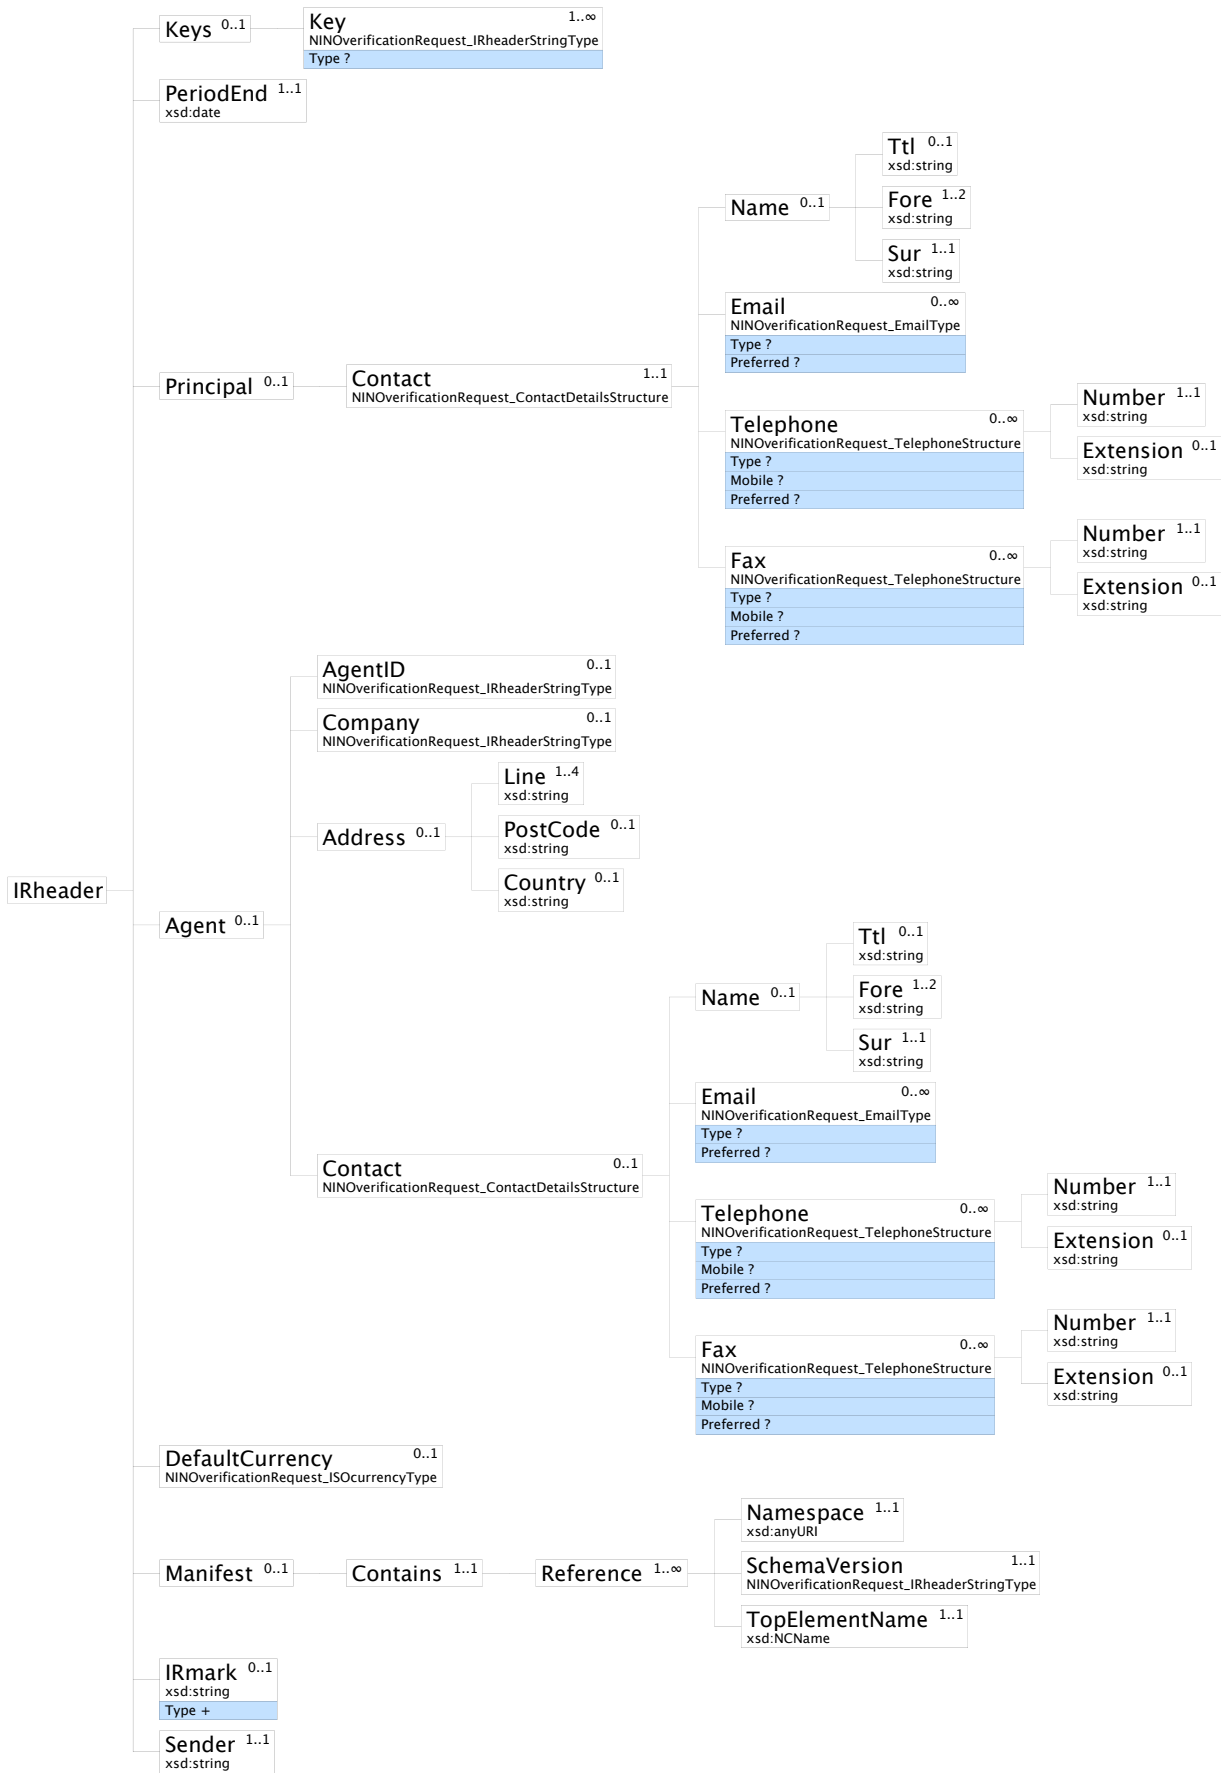 Keys 0..1
Key 1..∞
NINOverificationRequest_IRheaderStringType
Type ?
PeriodEnd 1..1
xsd:date
Ttl 0..1
xsd:string
Name 0..1
Fore 1..2
xsd:string
Sur 1..1
xsd:string
Email 0..∞
NINOverificationRequest_EmailType
Type ?
Preferred ?
Principal 0..1
Contact 1..1
NINOverificationRequest_ContactDetailsStructure
Telephone 0..∞
NINOverificationRequest_TelephoneStructure
Type ?
Mobile ?
Preferred ?
Number 1..1
xsd:string
Extension 0..1
xsd:string
Fax 0..∞
NINOverificationRequest_TelephoneStructure
Type ?
Mobile ?
Preferred ?
Number 1..1
xsd:string
Extension 0..1
xsd:string
AgentID 0..1
NINOverificationRequest_IRheaderStringType
Company 0..1
NINOverificationRequest_IRheaderStringType
Address 0..1
Line 1..4
xsd:string
PostCode 0..1
xsd:string
Country 0..1
xsd:string
IRheader
Agent 0..1
Ttl 0..1
xsd:string
Name 0..1
Fore 1..2
xsd:string
Sur 1..1
xsd:string
Email 0..∞
NINOverificationRequest_EmailType
Type ?
Preferred ?
Contact 0..1
NINOverificationRequest_ContactDetailsStructure
Telephone 0..∞
NINOverificationRequest_TelephoneStructure
Type ?
Mobile ?
Preferred ?
Number 1..1
xsd:string
Extension 0..1
xsd:string
Fax 0..∞
NINOverificationRequest_TelephoneStructure
Type ?
Mobile ?
Preferred ?
Number 1..1
xsd:string
Extension 0..1
xsd:string
DefaultCurrency 0..1
NINOverificationRequest_ISOcurrencyType
Manifest 0..1
Contains 1..1
Reference 1..∞
Namespace 1..1
xsd:anyURI
SchemaVersion 1..1
NINOverificationRequest_IRheaderStringType
TopElementName 1..1
xsd:NCName
IRmark 0..1
xsd:string
Type +
Sender 1..1
xsd:string